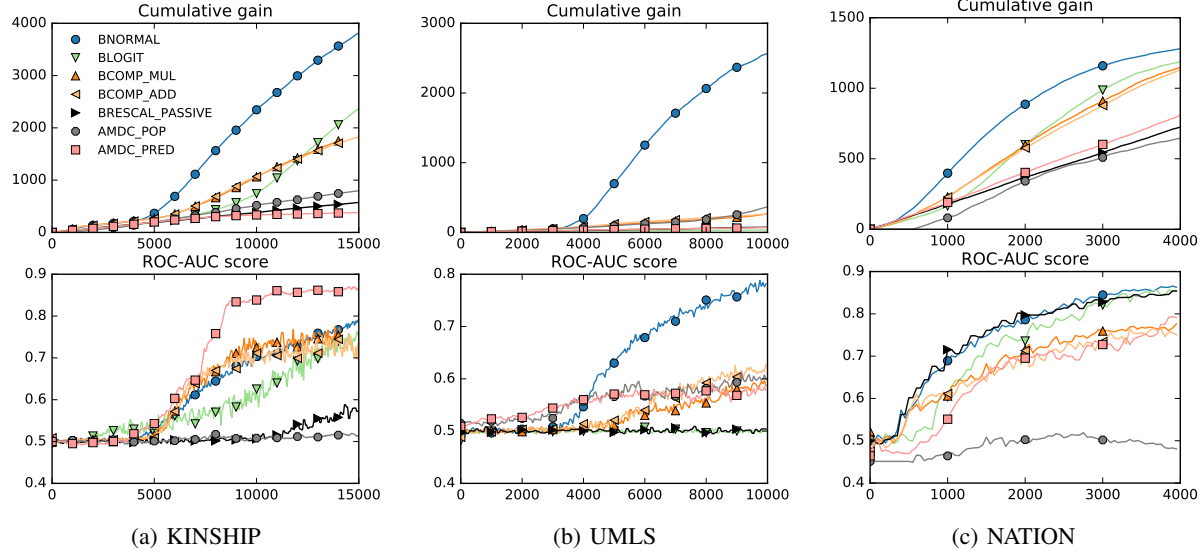 Cumulative gain
4000
3000
2000
1000
0
0 5000 10000 15000
BNORMAL
BLOGIT
BCOMP_MUL
BCOMP_ADD
BRESCAL_PASSIVE
AMDC_POP
AMDC_PRED
Cumulative gain
3000
2500
2000
1500
1000
500
0
0 2000 4000 6000 8000 10000
Cumulative gain
1500
1000
500
0
0 1000 2000 3000 4000
ROC-AUC score
0.9
0.8
0.7
0.6
0.5
0.4
0 5000 10000 15000
ROC-AUC score
0.8
0.7
0.6
0.5
0.4
0 2000 4000 6000 8000 10000
ROC-AUC score
0.9
0.8
0.7
0.6
0.5
0.4
0 1000 2000 3000 4000
(a) KINSHIP
(b) UMLS
(c) NATION